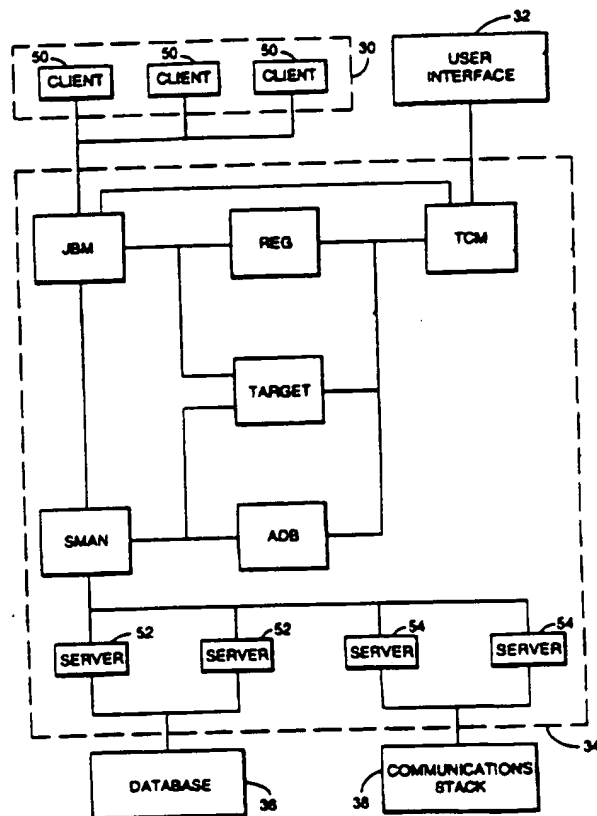 50 50 50
CLIENT CLIENT CLIENT
30
32
USER
INTERFACE
JBM REG TCM
TARGET
SMAN ADB
52 52 54 54
SERVER SERVER SERVER SERVER
34
DATABASE
36
38
COMMUNICATIONS
STACK